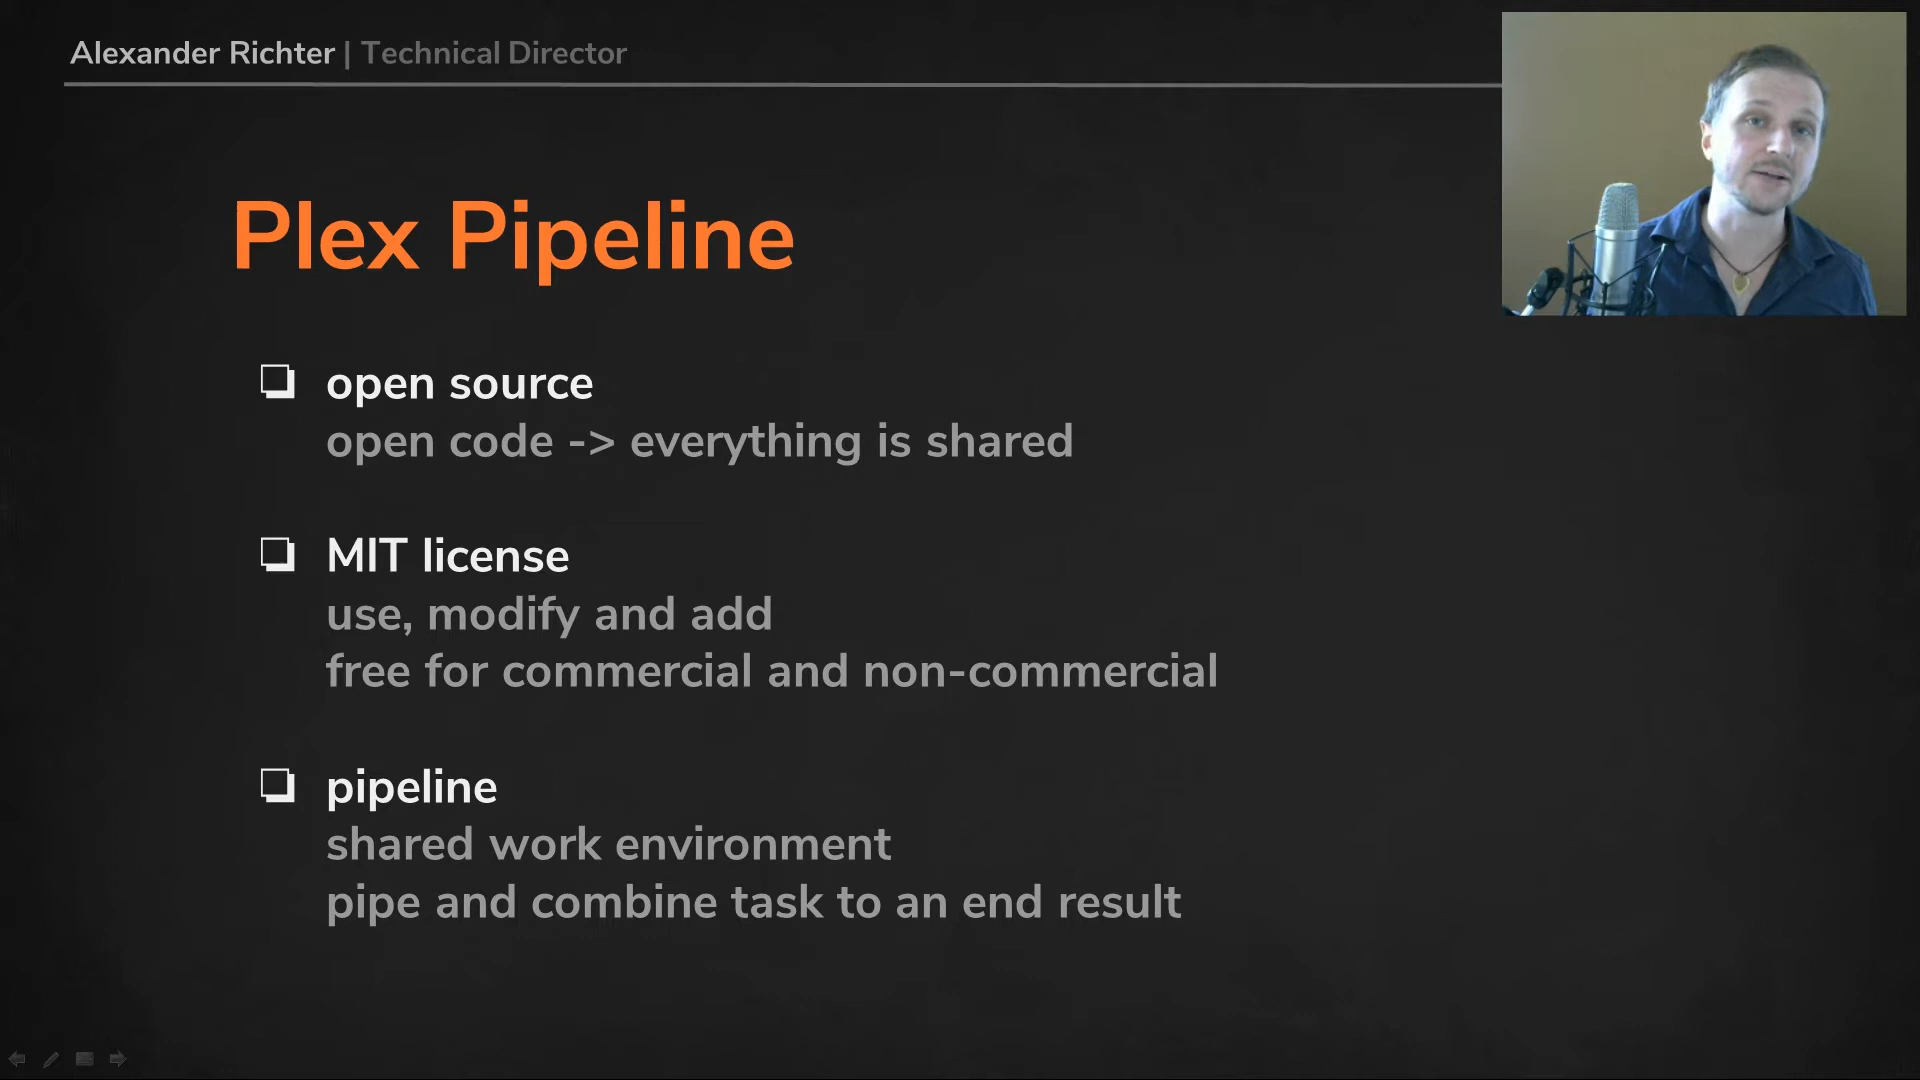 Alexander Richter | Technical Director
Plex Pipeline
open source
open code -> everything is shared
MIT license
use, modify and add
free for commercial and non-commercial
pipeline
shared work environment
pipe and combine task to an end result